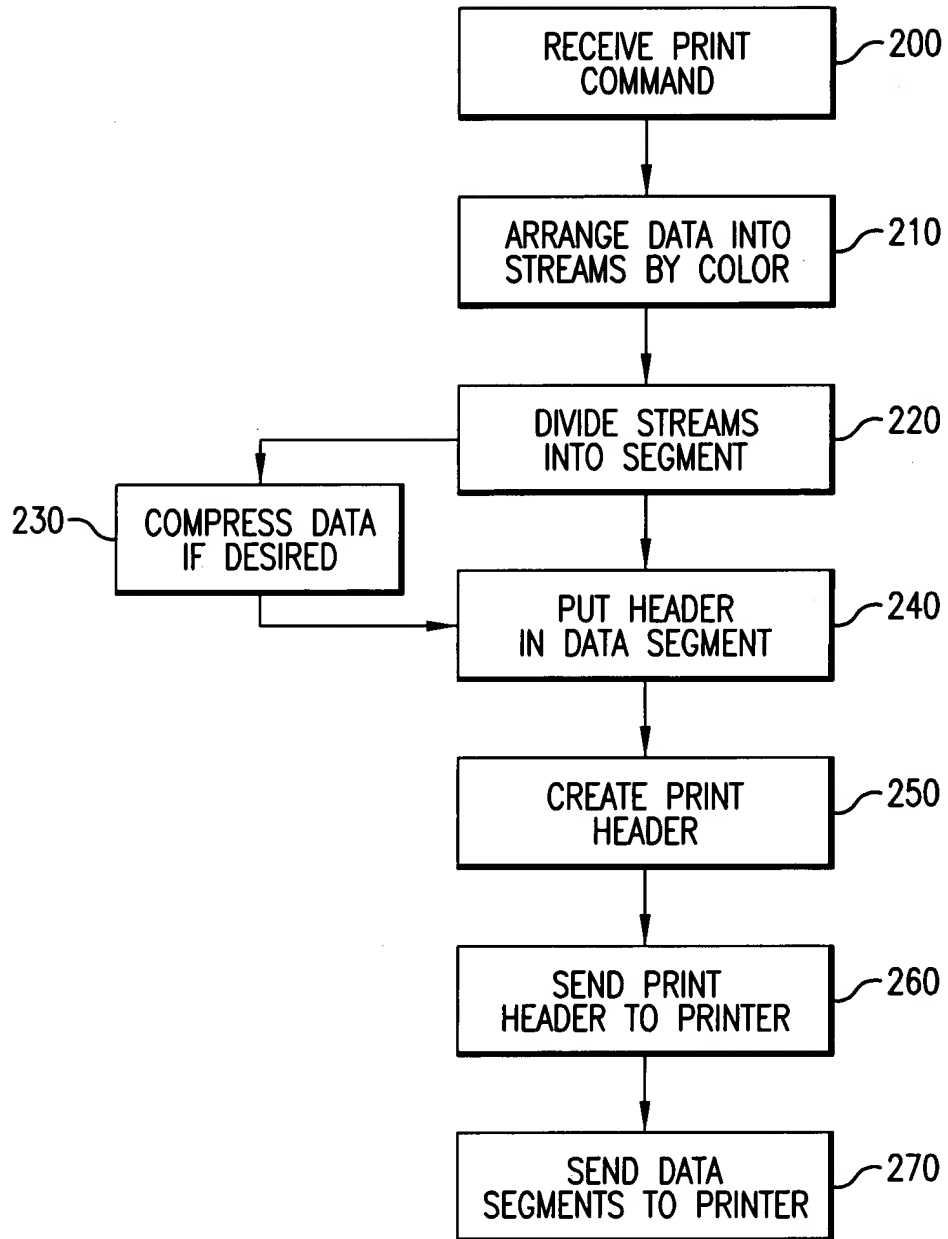 RECEIVE PRINT
COMMAND
200
ARRANGE DATA INTO
STREAMS BY COLOR
210
DIVIDE STREAMS
INTO SEGMENT
220
230
COMPRESS DATA
IF DESIRED
PUT HEADER
IN DATA SEGMENT
240
CREATE PRINT
HEADER
250
SEND PRINT
HEADER TO PRINTER
260
SEND DATA
SEGMENTS TO PRINTER
270